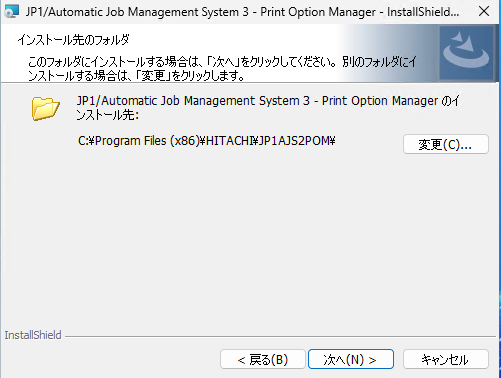 JP1/Automatic Job Management System 3 - Print Option Manager - InstallShield...
インストール先のフォルダ
このフォルダにインストールする場合は、「次へ」をクリックしてください。別のフォルダにイ
ンストールする場合は、「変更」をクリックします。
JP1/Automatic Job Management System 3 - Print Option Manager のイ
ンストール先:
C:¥Program Files (x86)¥HITACHI¥JP1AJS2POM¥
変更(C)...
InstallShield
< 戻る(B)
次へ(N) >
キャンセル